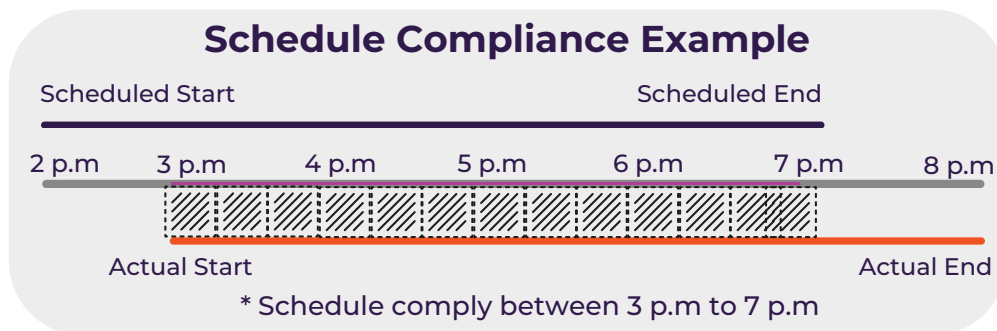 Schedule Compliance Example
Scheduled Start Scheduled End
2 p.m 3 p.m 4 p.m 5 p.m 6 p.m 7 p.m 8 p.m
Actual Start Actual End
* Schedule comply between 3 p.m to 7 p.m